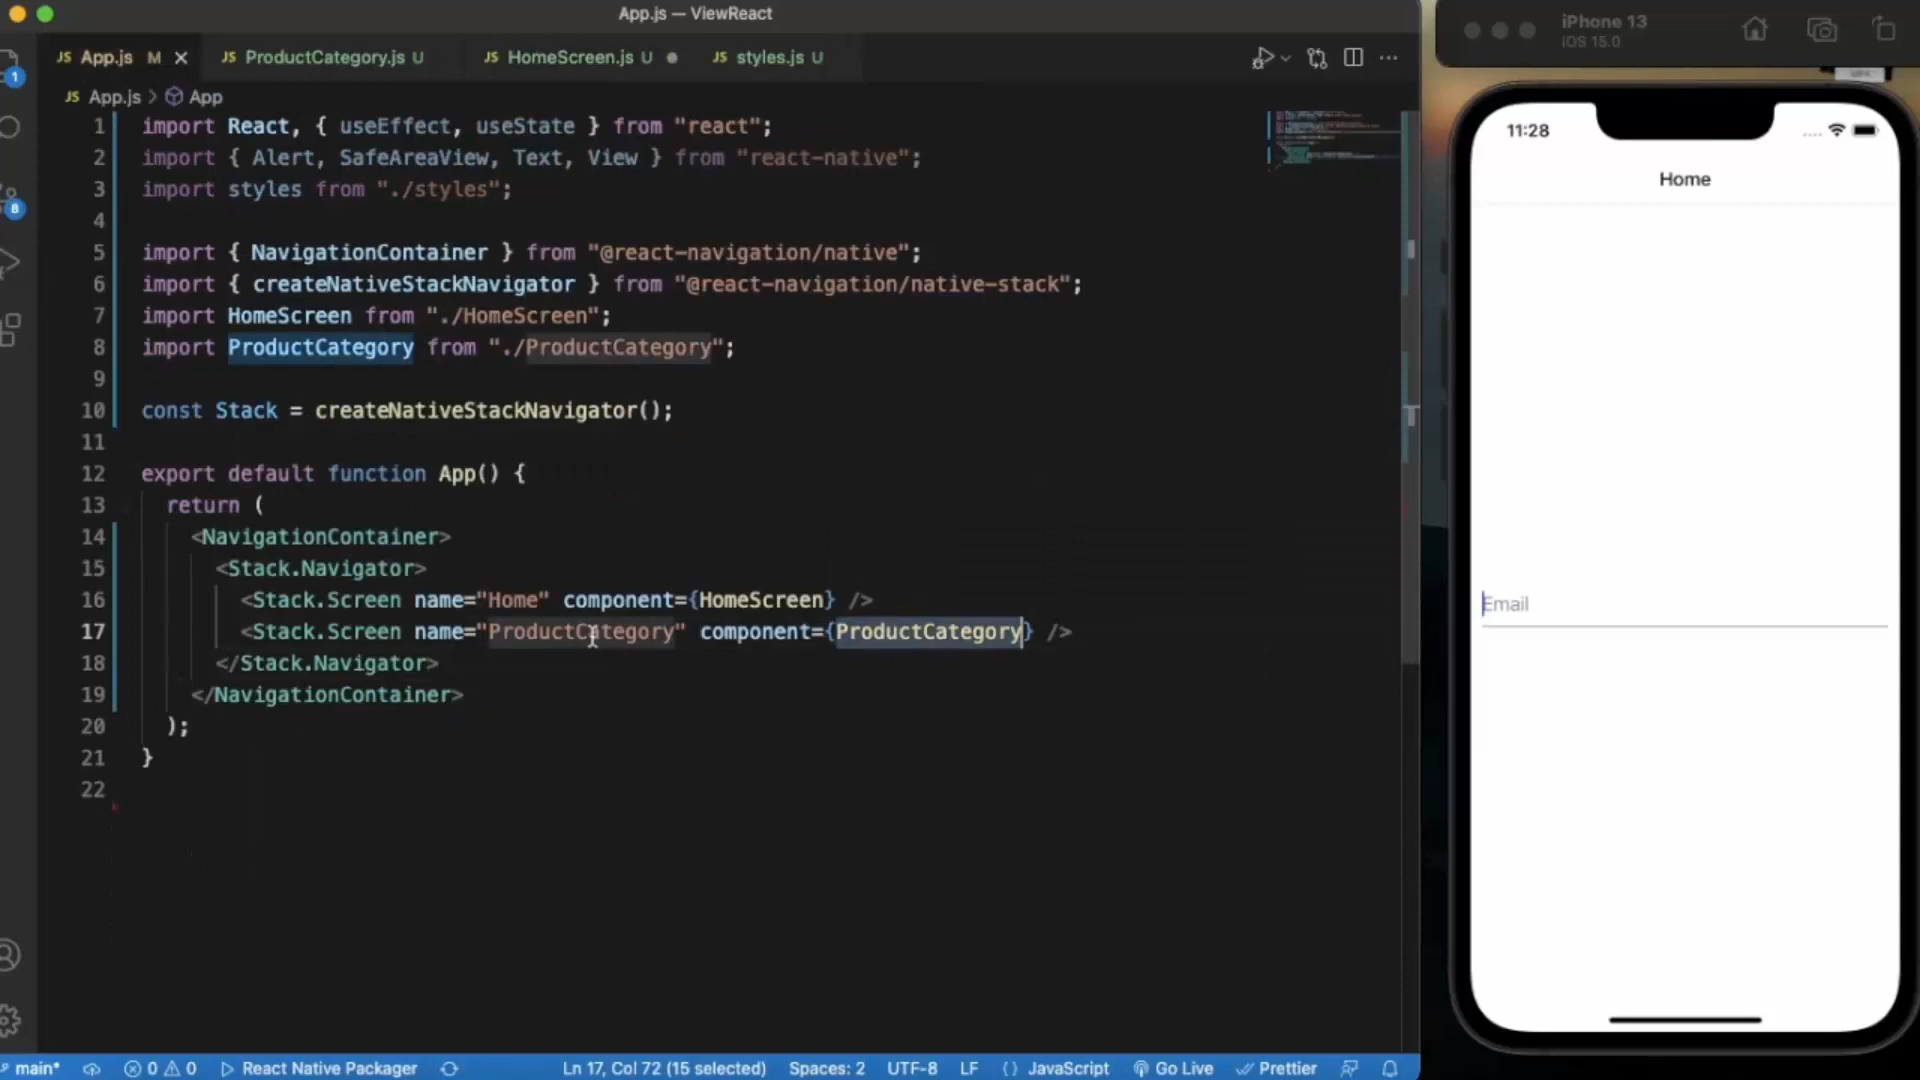 App.js — ViewReact
iPhone 13
iOS 15.0
JS App.js M
JS ProductCategory.js U
JS HomeScreen.js U
JS styles.js U
1
JS App.js > App
1 import React, { useEffect, useState } from "react";
2 import { Alert, SafeAreaView, Text, View } from "react-native";
3 import styles from "./styles";
4
5 import { NavigationContainer } from "@react-navigation/native";
6 import { createNativeStackNavigator } from "@react-navigation/native-stack";
7 import HomeScreen from "./HomeScreen";
8 import ProductCategory from "./ProductCategory";
9
10 const Stack = createNativeStackNavigator();
11
12 export default function App() {
13 return (
14 <NavigationContainer>
15 <Stack.Navigator>
16 <Stack.Screen name="Home" component={HomeScreen} />
17 <Stack.Screen name="ProductCategory" component={ProductCategory} />
18 </Stack.Navigator>
19 </NavigationContainer>
20 );
21 }
22
8
11:28
Home
Email
main* 0 0 React Native Packager Ln 17, Col 72 (15 selected) Spaces: 2 UTF-8 LF {} JavaScript Go Live Prettier